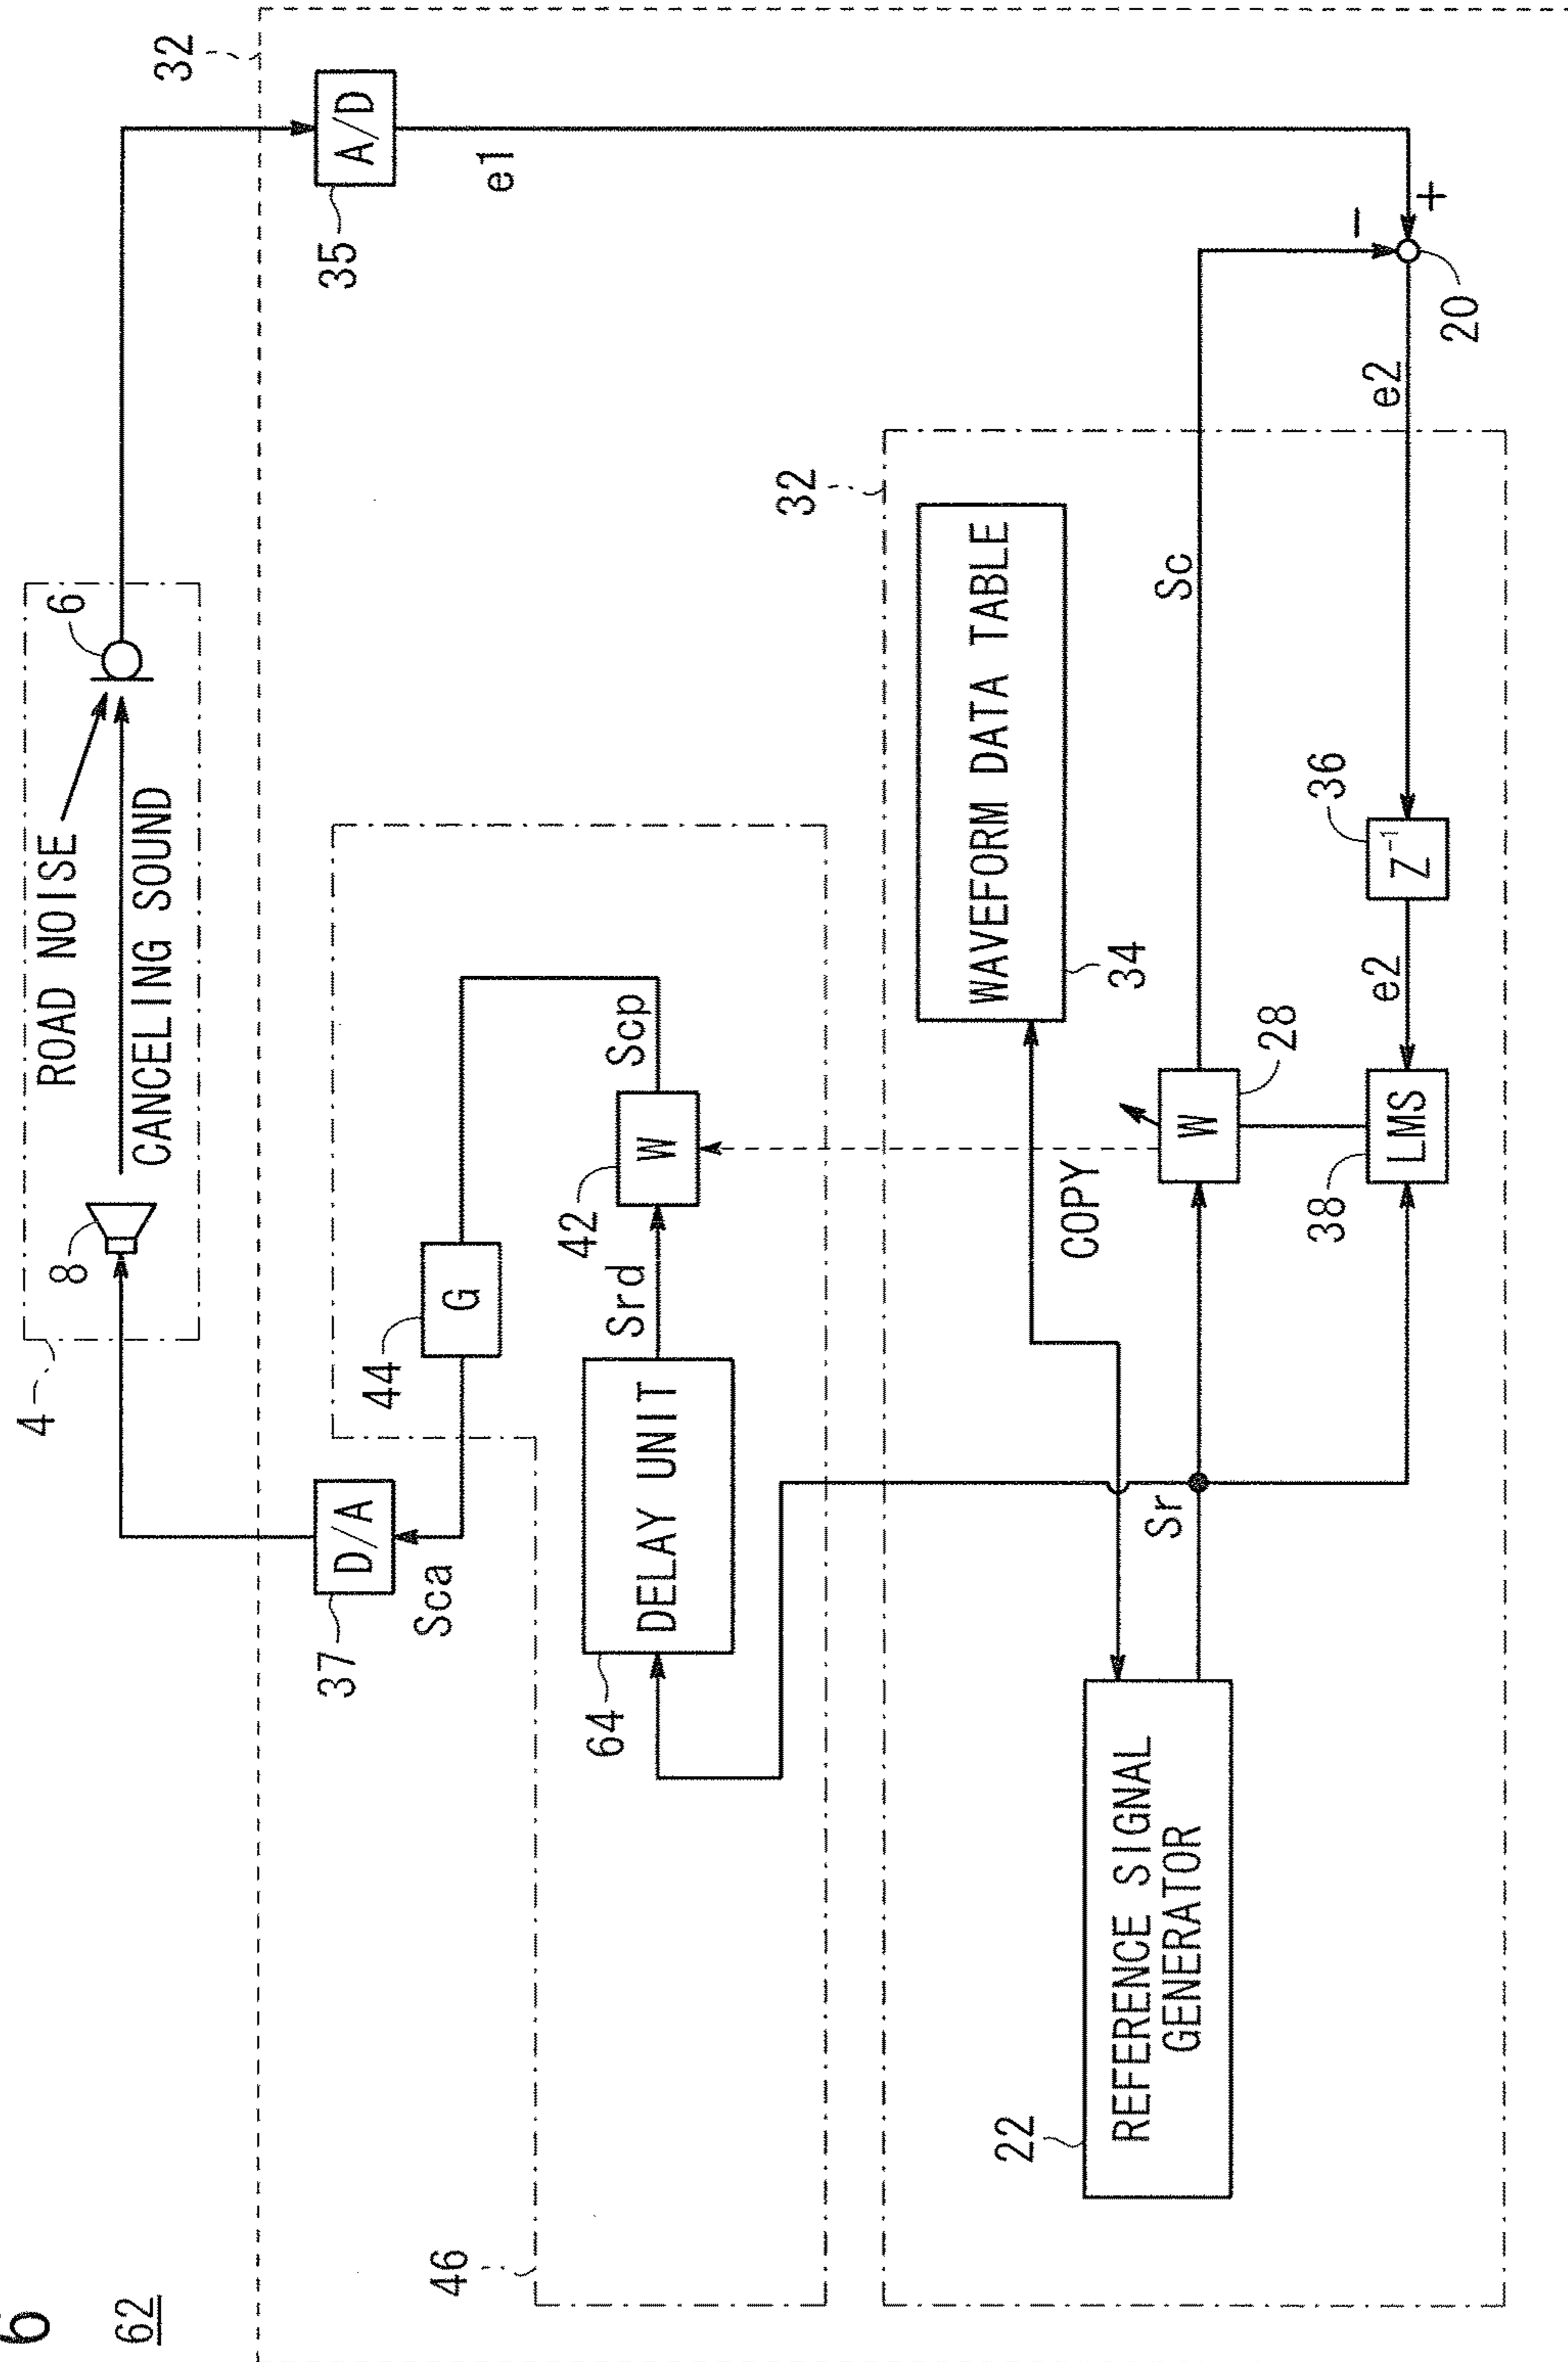 6
62
4
8
ROAD NOISE
CANCELING SOUND
6
32
37
D/A
Sca
A/D
35
e1
46
44
G
64
DELAY UNIT
Srd
42
W
Scp
COPY
32
WAVEFORM DATA TABLE
34
22
REFERENCE SIGNAL
GENERATOR
Sr
W
28
Sc
−
+
20
38
LMS
e2
36
Z⁻¹
e2